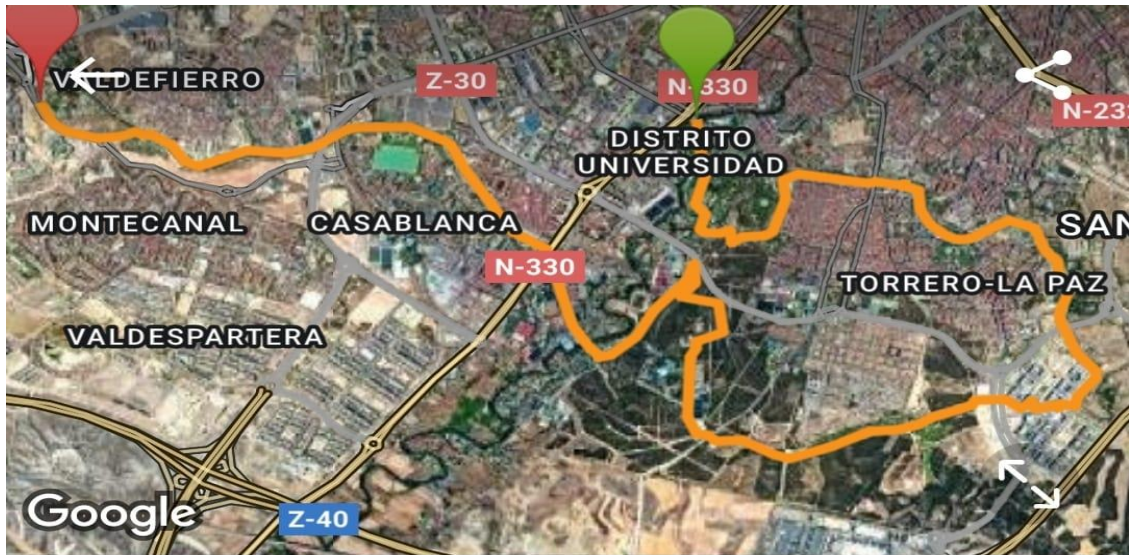 VALDEFIERRO
Z-30
N-330
N-232
DISTRITO
UNIVERSIDAD
MONTECANAL
CASABLANCA
SAN
N-330
TORRERO-LA PAZ
VALDESPARTERA
Google
Z-40